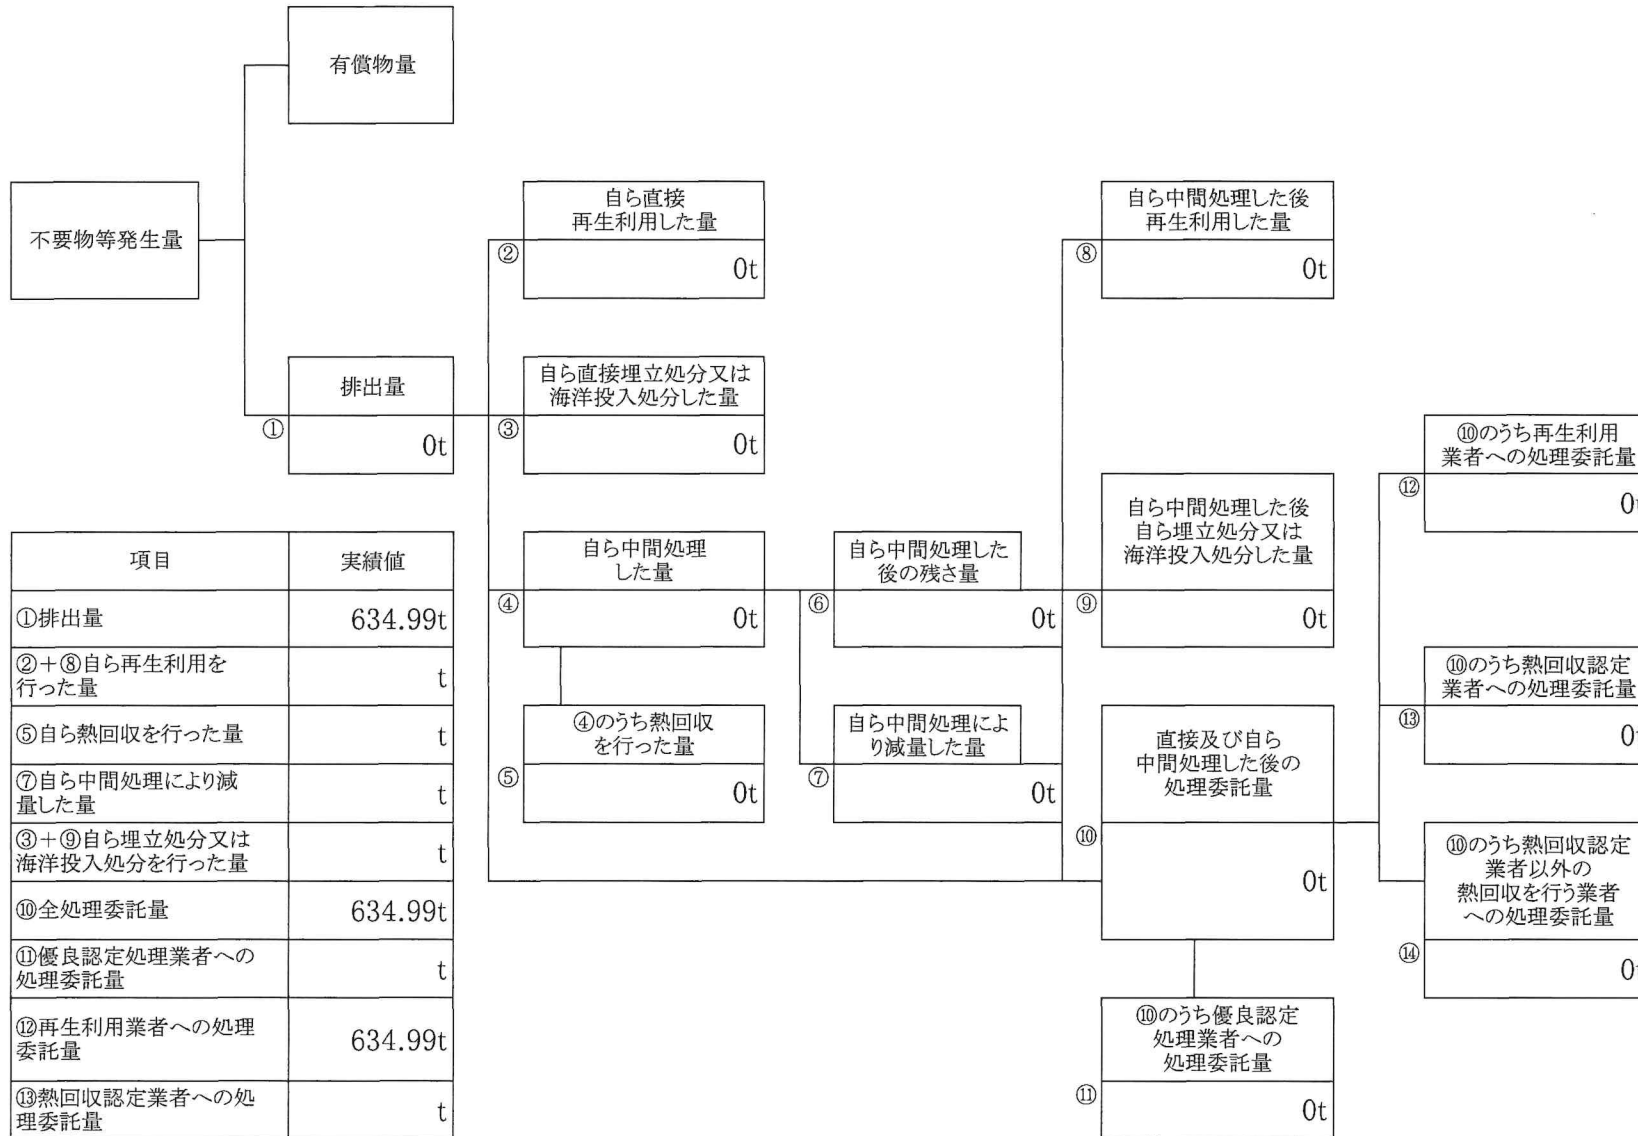 有償物量
不要物等発生量
排出量
①
0t
自ら直接
再生利用した量
②
0t
自ら直接埋立処分又は
海洋投入処分した量
③
0t
自ら中間処理
した量
④
0t
④のうち熱回収
を行った量
⑤
0t
自ら中間処理した
後の残さ量
⑥
0t
自ら中間処理によ
り減量した量
⑦
0t
自ら中間処理した後
再生利用した量
⑧
0t
自ら中間処理した後
自ら埋立処分又は
海洋投入処分した量
⑨
0t
直接及び自ら
中間処理した後の
処理委託量
⑩
0t
⑩のうち優良認定
処理業者への
処理委託量
⑪
0t
⑩のうち再生利用
業者への処理委託量
⑫
0t
⑩のうち熱回収認定
業者への処理委託量
⑬
0t
⑩のうち熱回収認定
業者以外の
熱回収を行う業者
への処理委託量
⑭
0t
項目 実績値
①排出量 634.99t
②+⑧自ら再生利用を
行った量 t
⑤自ら熱回収を行った量 t
⑦自ら中間処理により減
量した量 t
③+⑨自ら埋立処分又は
海洋投入処分を行った量 t
⑩全処理委託量 634.99t
⑪優良認定処理業者への
処理委託量 t
⑫再生利用業者への処理
委託量 634.99t
⑬熱回収認定業者への処
理委託量 t